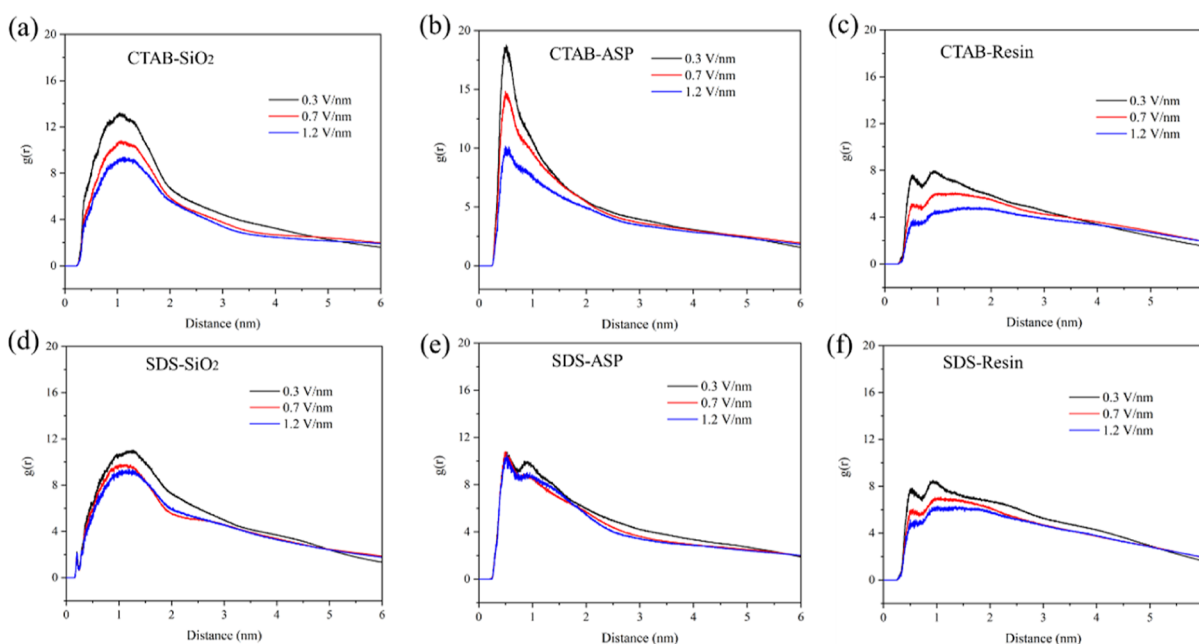 (a)
CTAB-SiO₂
0.3 V/nm
0.7 V/nm
1.2 V/nm
g(r)
20
16
12
8
4
0
0 1 2 3 4 5 6
Distance (nm)
(b)
CTAB-ASP
0.3 V/nm
0.7 V/nm
1.2 V/nm
g(r)
20
15
10
5
0
0 1 2 3 4 5 6
Distance (nm)
(c)
CTAB-Resin
0.3 V/nm
0.7 V/nm
1.2 V/nm
g(r)
20
16
12
8
4
0
0 1 2 3 4 5
Distance (nm)
(d)
SDS-SiO₂
0.3 V/nm
0.7 V/nm
1.2 V/nm
g(r)
20
16
12
8
4
0
0 1 2 3 4 5 6
Distance (nm)
(e)
SDS-ASP
0.3 V/nm
0.7 V/nm
1.2 V/nm
g(r)
20
16
12
8
4
0
0 1 2 3 4 5 6
Distance (nm)
(f)
SDS-Resin
0.3 V/nm
0.7 V/nm
1.2 V/nm
g(r)
20
16
12
8
4
0
0 1 2 3 4 5
Distance (nm)